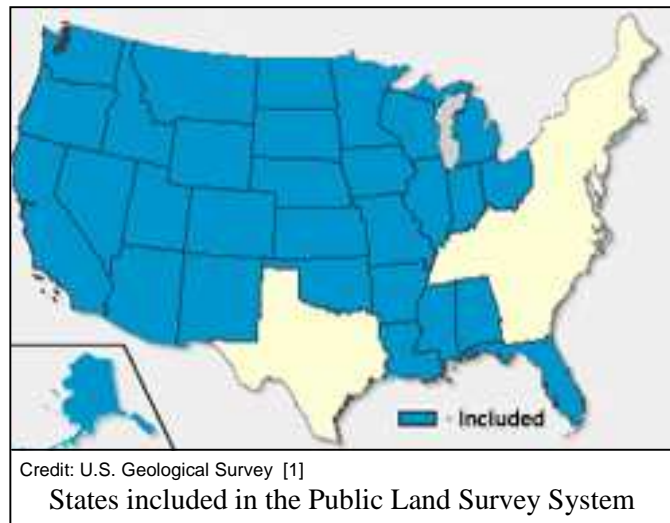 - Included
Credit: U.S. Geological Survey [1]
States included in the Public Land Survey System